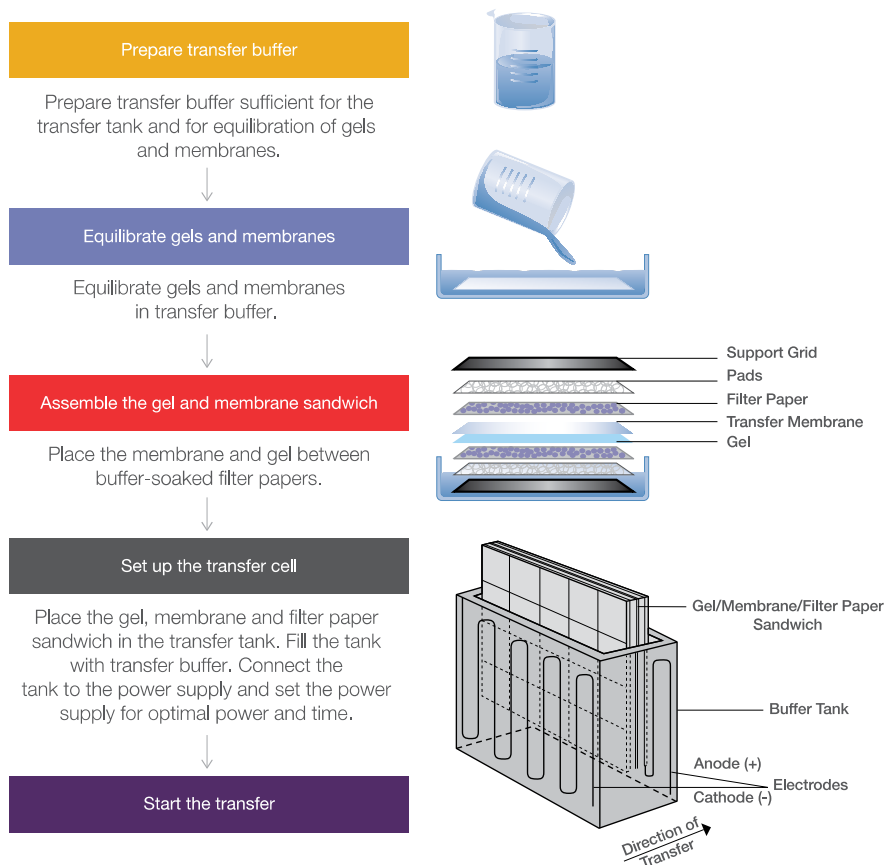 Prepare transfer buffer
Prepare transfer buffer sufficient for the
transfer tank and for equilibration of gels
and membranes.
Equilibrate gels and membranes
Equilibrate gels and membranes
in transfer buffer.
Assemble the gel and membrane sandwich
Place the membrane and gel between
buffer-soaked filter papers.
Support Grid
Pads
Filter Paper
Transfer Membrane
Gel
Set up the transfer cell
Place the gel, membrane and filter paper
sandwich in the transfer tank. Fill the tank
with transfer buffer. Connect the
tank to the power supply and set the power
supply for optimal power and time.
Gel/Membrane/Filter Paper
Sandwich
Buffer Tank
Anode (+)
Electrodes
Cathode (-)
Direction of
Transfer
Start the transfer